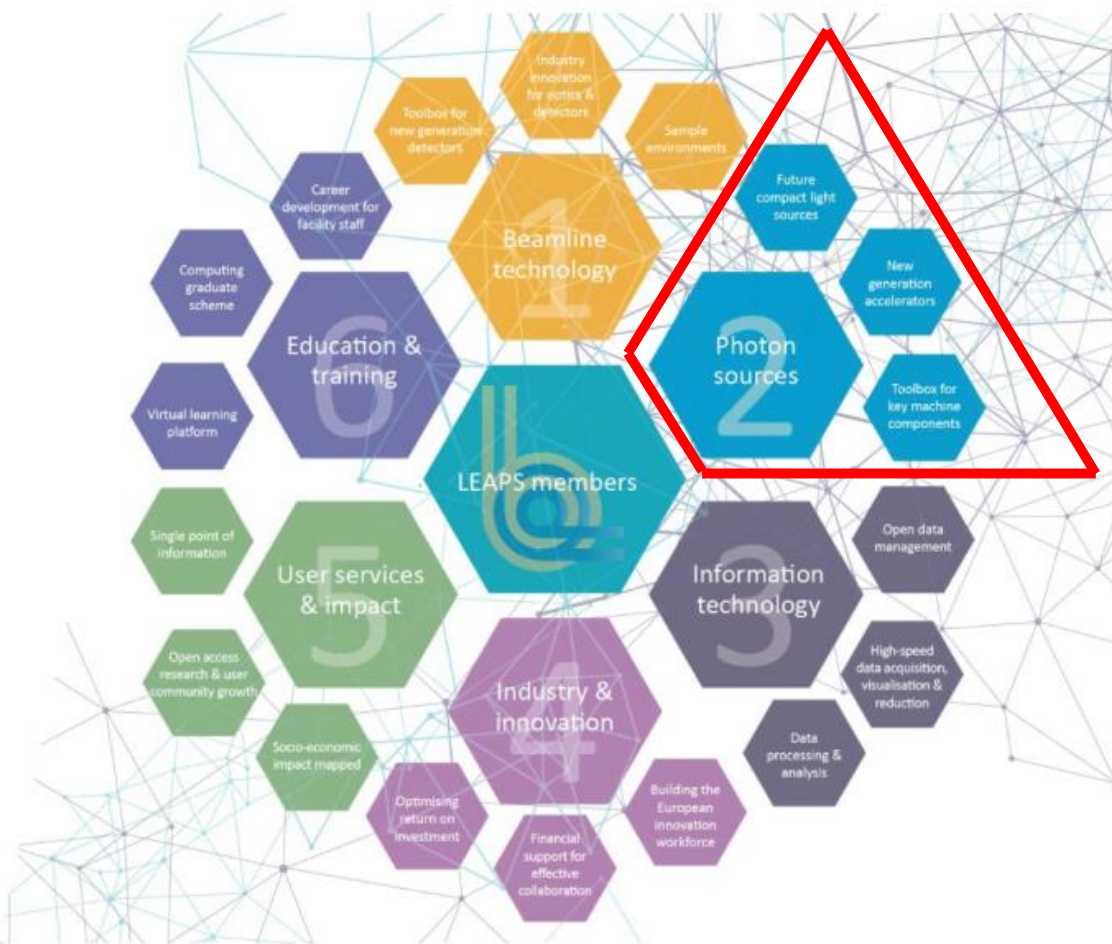 Industry
innovation
for optics &
detectors
Toolbox for
new generation
detectors
Sample
environments
1
Beamline
technology
Future
compact light
sources
New
generation
accelerators
Toolbox for
key machine
components
2
Photon
sources
Career
development for
facility staff
Computing
graduate
scheme
Virtual learning
platform
6
Education &
training
LEAPS members
Open data
management
High-speed
data acquisition,
visualisation &
reduction
Data
processing &
analysis
3
Information
technology
Single point of
information
Open access
research & user
community growth
Socio-economic
impact mapped
5
User services
& impact
4
Industry &
innovation
Optimising
return on
investment
Financial
support for
effective
collaboration
Building the
European
innovation
workforce